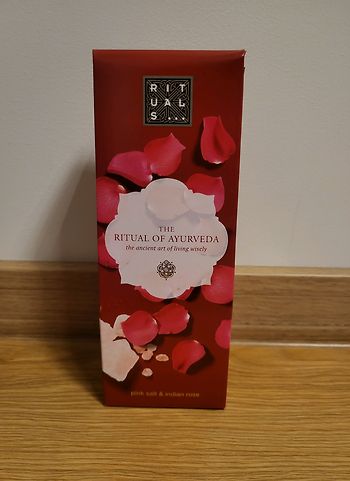 RIT
UAL
S...
THE
RITUAL OF AYURVEDA
the ancient art of living wisely
pink salt & indian rose